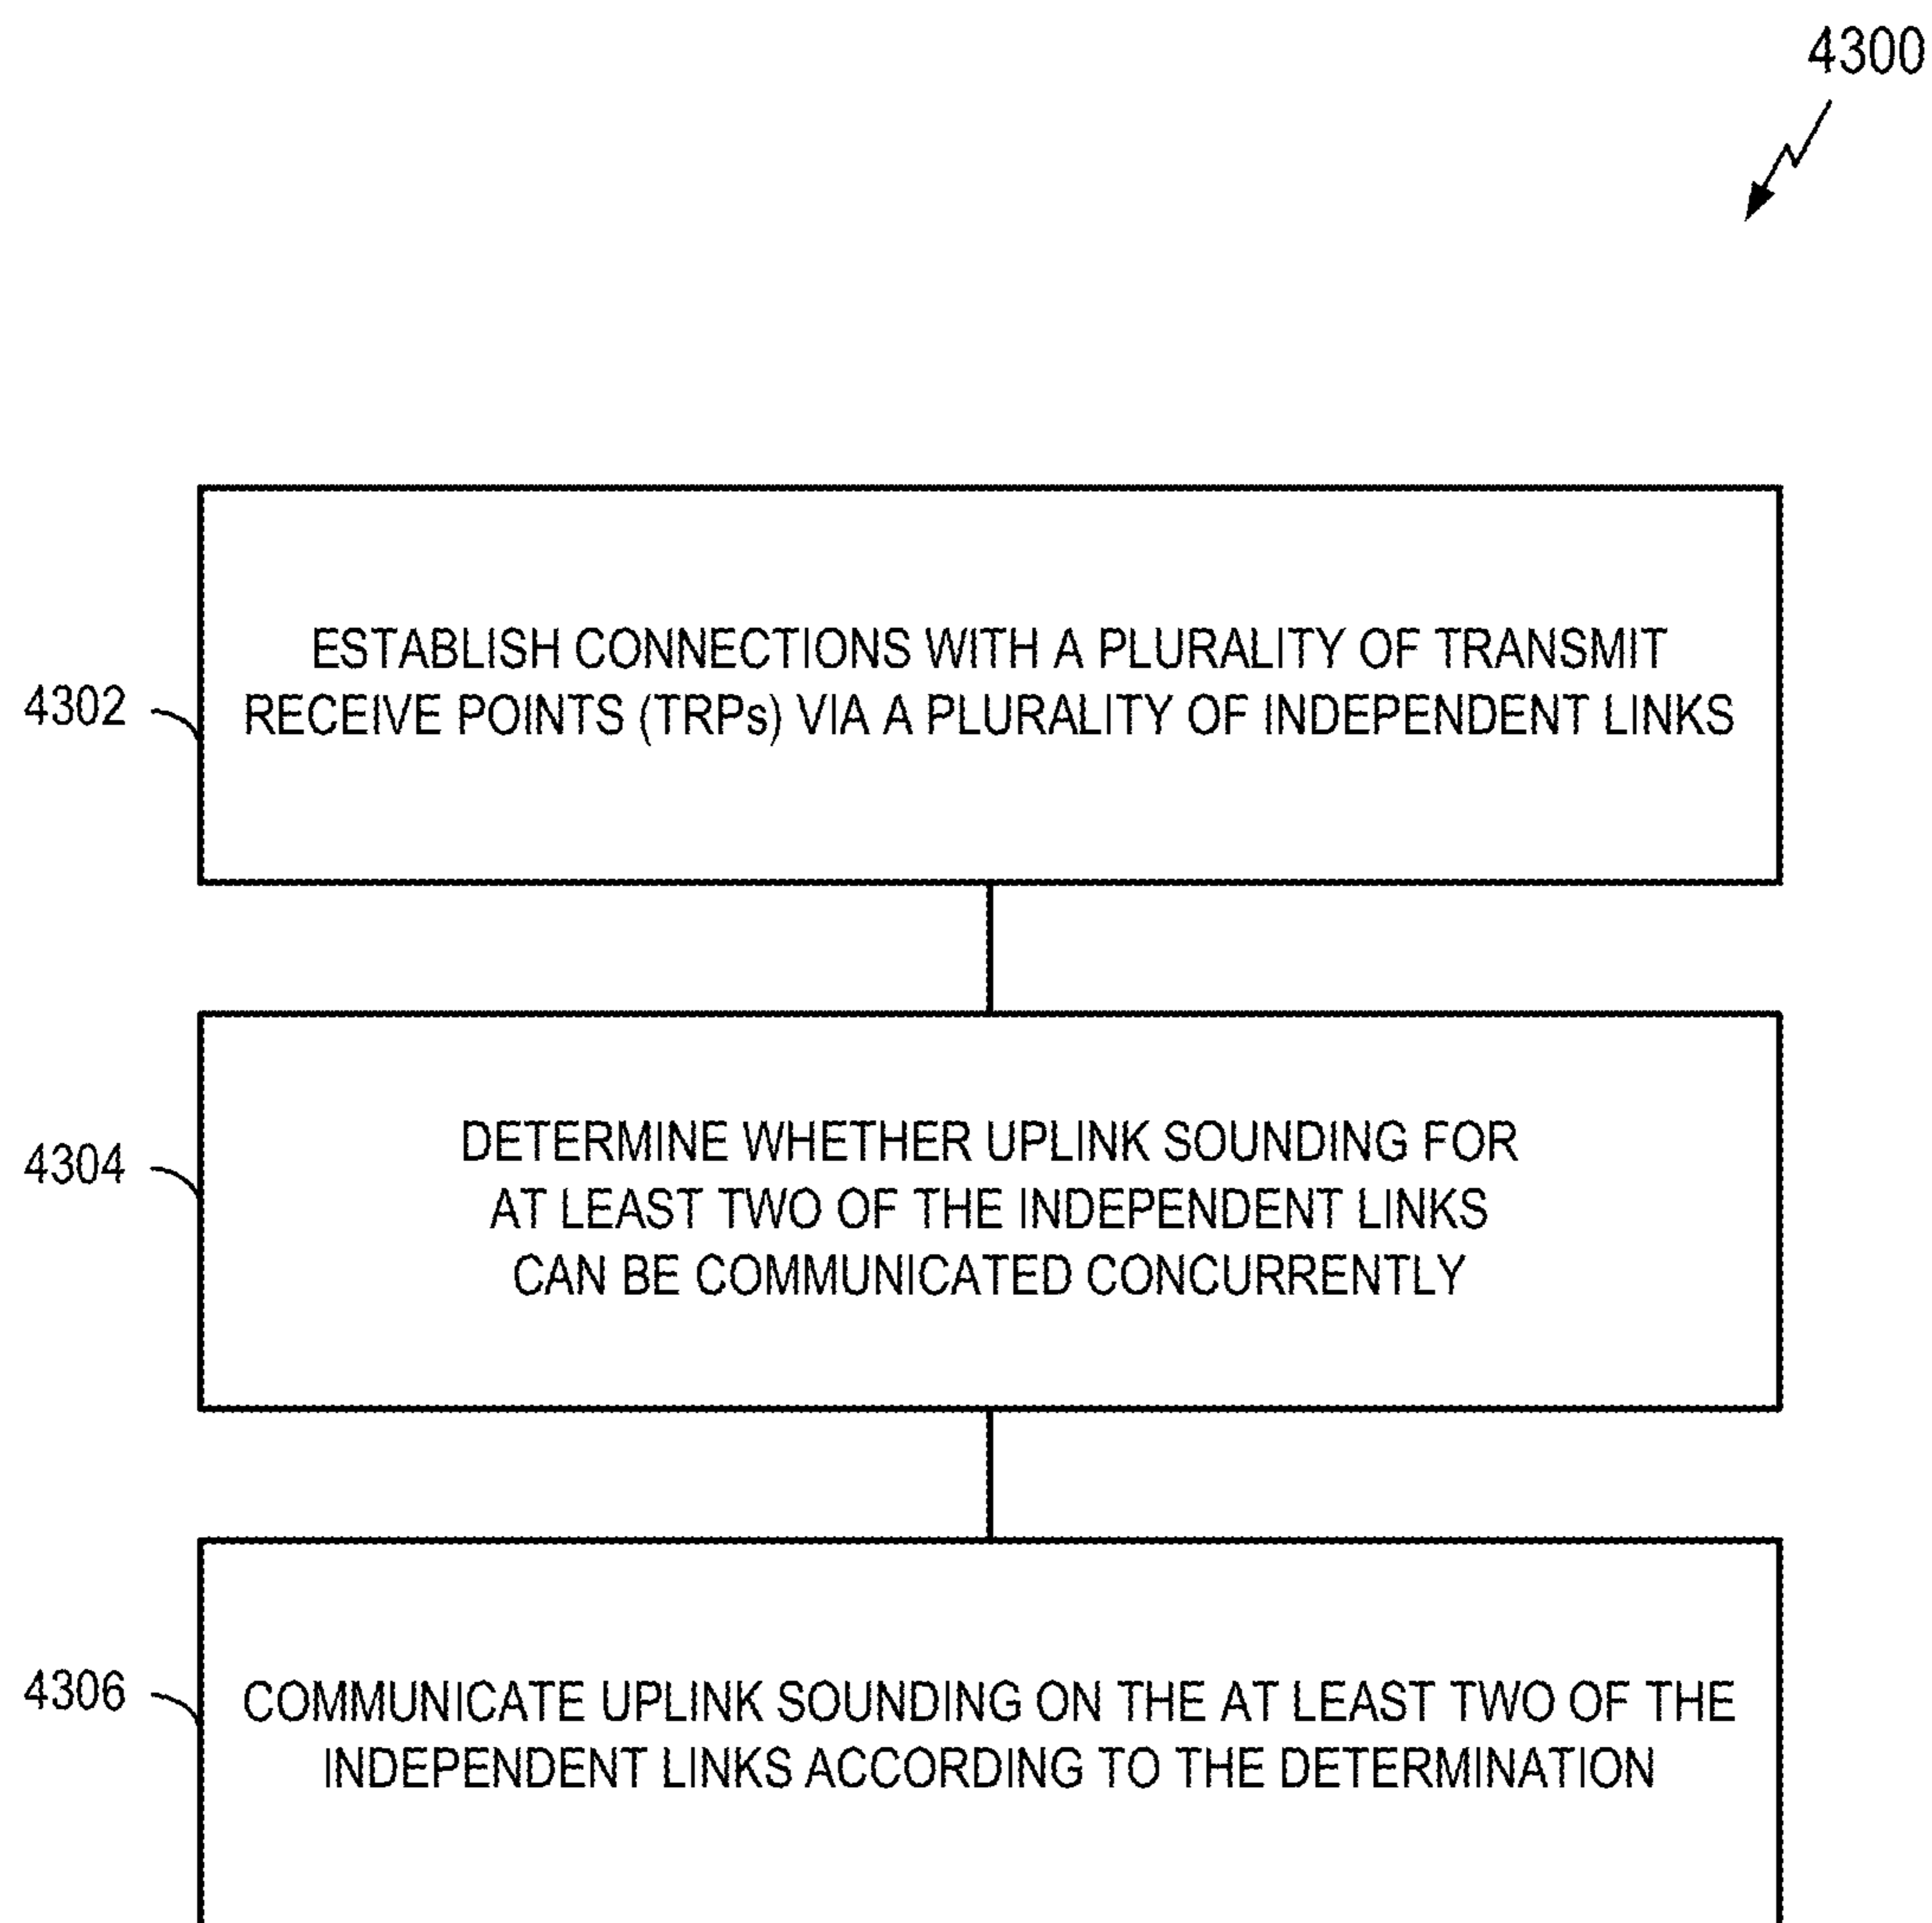 4300
ESTABLISH CONNECTIONS WITH A PLURALITY OF TRANSMIT
4302
RECEIVE POINTS (TRPs) VIA A PLURALITY OF INDEPENDENT LINKS
DETERMINE WHETHER UPLINK SOUNDING FOR
4304
AT LEAST TWO OF THE INDEPENDENT LINKS
CAN BE COMMUNICATED CONCURRENTLY
4306
COMMUNICATE UPLINK SOUNDING ON THE AT LEAST TWO OF THE
INDEPENDENT LINKS ACCORDING TO THE DETERMINATION